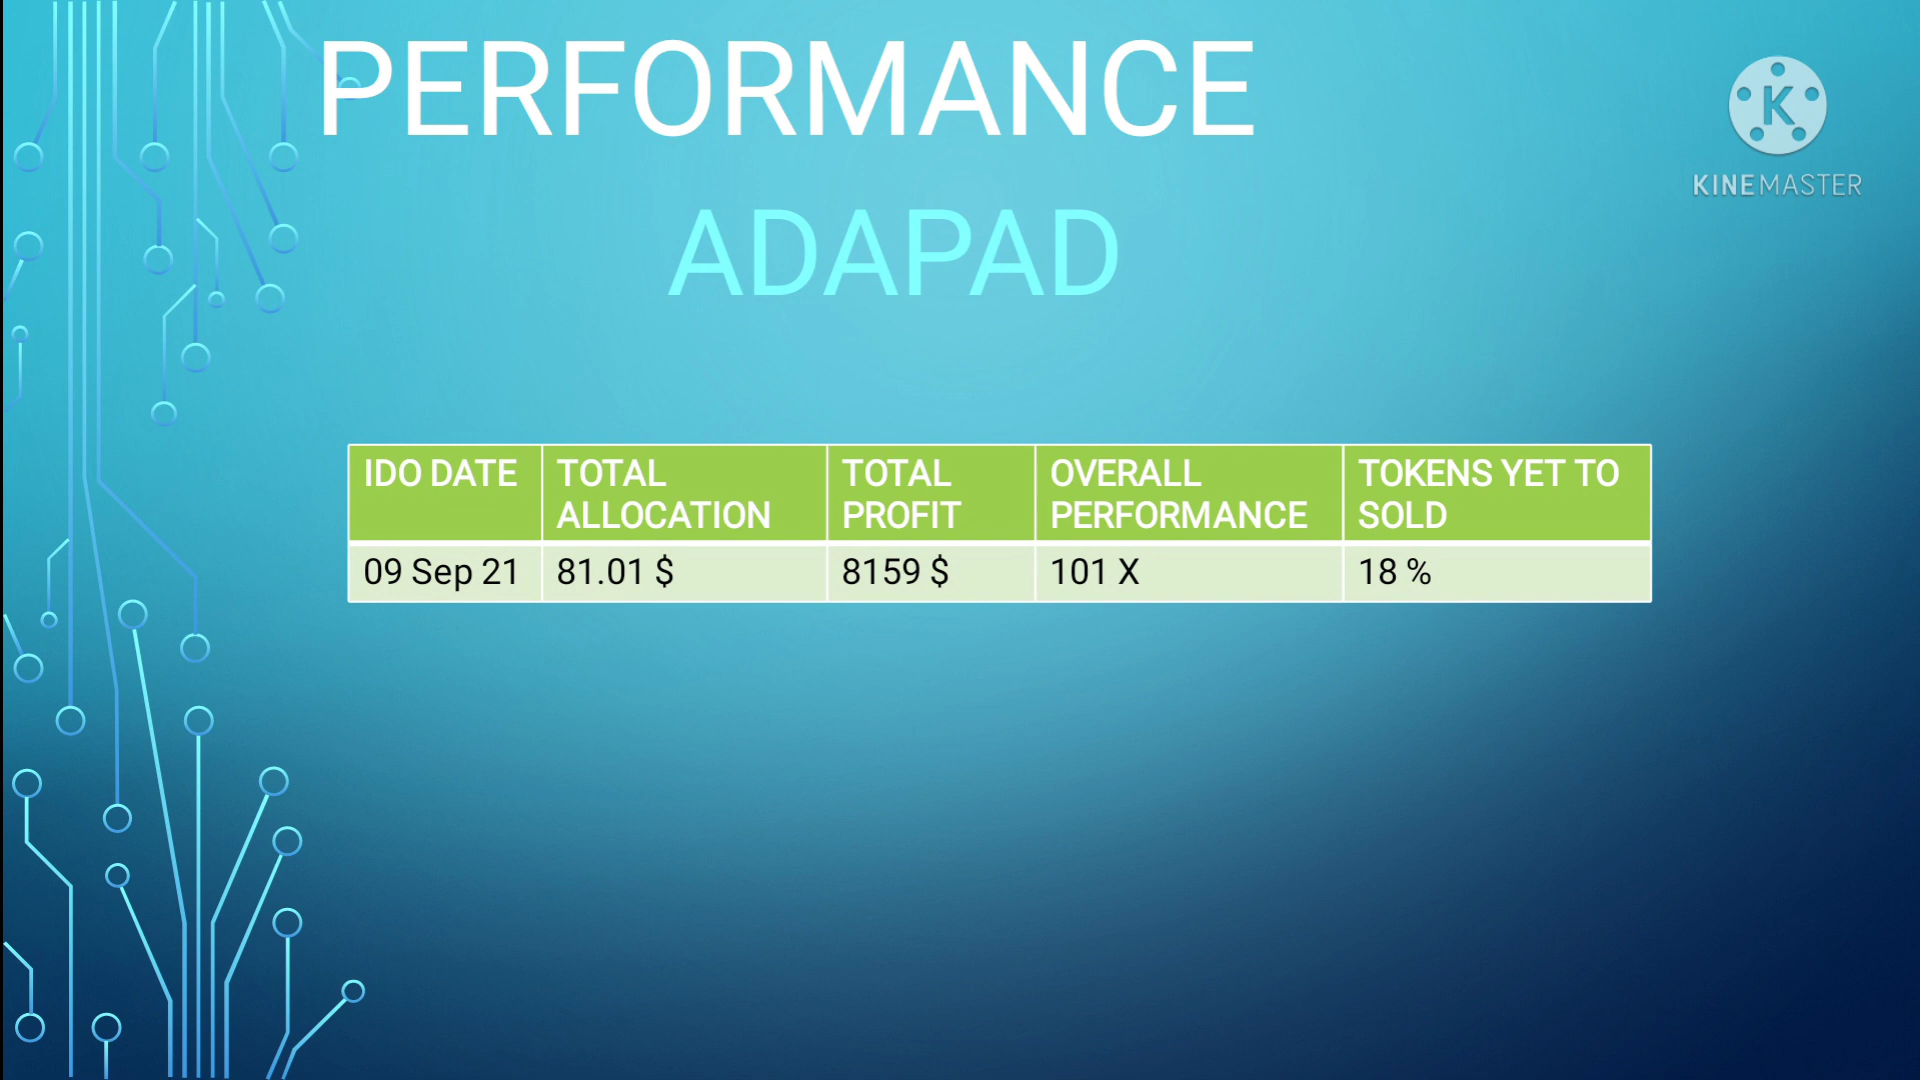 PERFORMANCE
ADAPAD
K
KINEMASTER
IDO DATE TOTAL ALLOCATION TOTAL PROFIT OVERALL PERFORMANCE TOKENS YET TO SOLD
09 Sep 21 81.01 $ 8159 $ 101 X 18 %